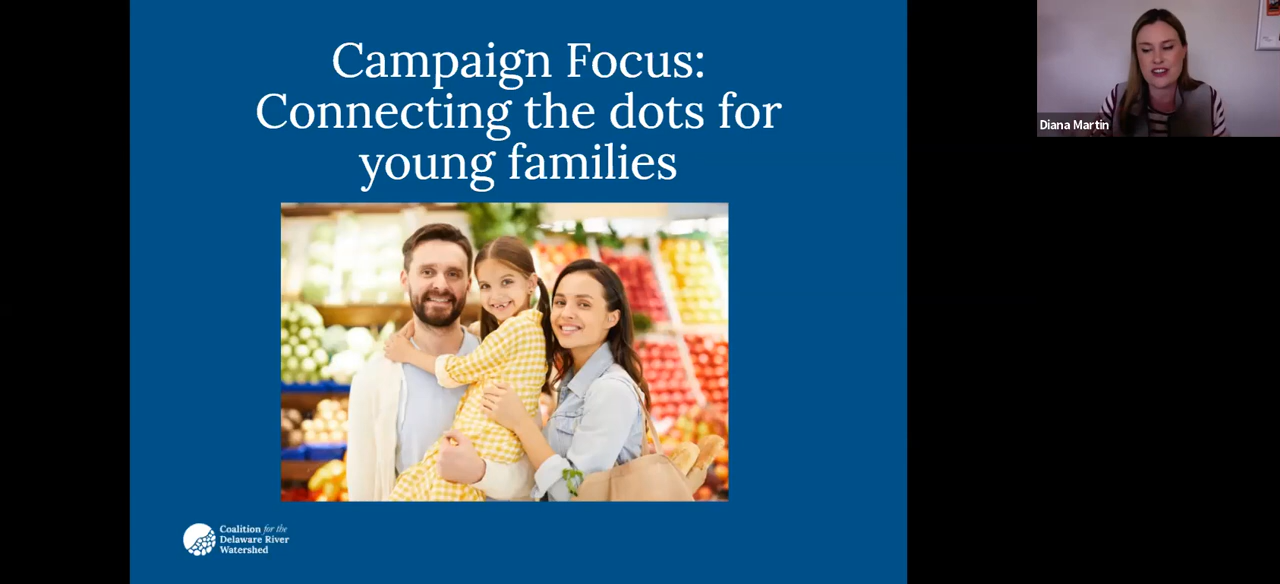 Campaign Focus:
Connecting the dots for
young families
Diana Martin
Coalition for the
Delaware River
Watershed